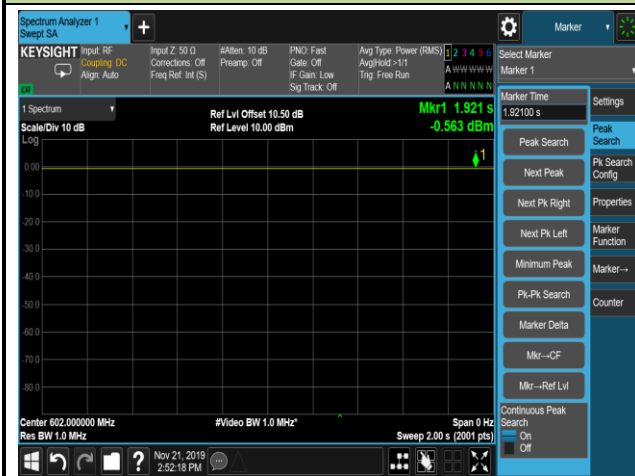 Spectrum Analyzer 1
Swept SA
+
Marker
KEYSIGHT
Input: RF
Coupling: DC
Align: Auto
Input Z: 50 Ω
Corrections: Off
Freq Ref: Int (S)
#Atten: 10 dB
Preamp: Off
PNO: Fast
Gate: Off
IF Gain: Low
Sig Track: Off
Avg Type: Power (RMS)
Avg|Hold >1/1
Trig: Free Run
1 2 3 4 5 6
A W W W W W
A N N N N N
LXI
Select Marker
Marker 1
1 Spectrum
Scale/Div 10 dB
Log
Ref Lvl Offset 10.50 dB
Ref Level 10.00 dBm
Mkr1 1.921 s
-0.563 dBm
1
0.00
-10.0
-20.0
-30.0
-40.0
-50.0
-60.0
-70.0
-80.0
Center 602.000000 MHz
Res BW 1.0 MHz
#Video BW 1.0 MHz*
Span 0 Hz
Sweep 2.00 s (2001 pts)
Marker Time
1.92100 s
Peak Search
Next Peak
Next Pk Right
Next Pk Left
Minimum Peak
Pk-Pk Search
Marker Delta
Mkr→CF
Mkr→Ref Lvl
Continuous Peak
Search
On
Off
Settings
Peak
Search
Pk Search
Config
Properties
Marker
Function
Marker→
Counter
?
Nov 21, 2019
2:52:18 PM